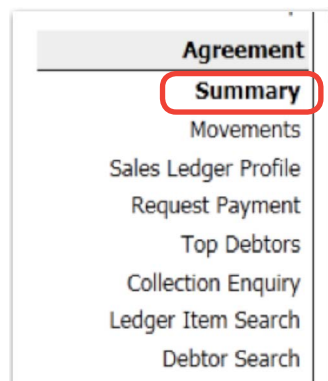 Agreement
Summary
Movements
Sales Ledger Profile
Request Payment
Top Debtors
Collection Enquiry
Ledger Item Search
Debtor Search